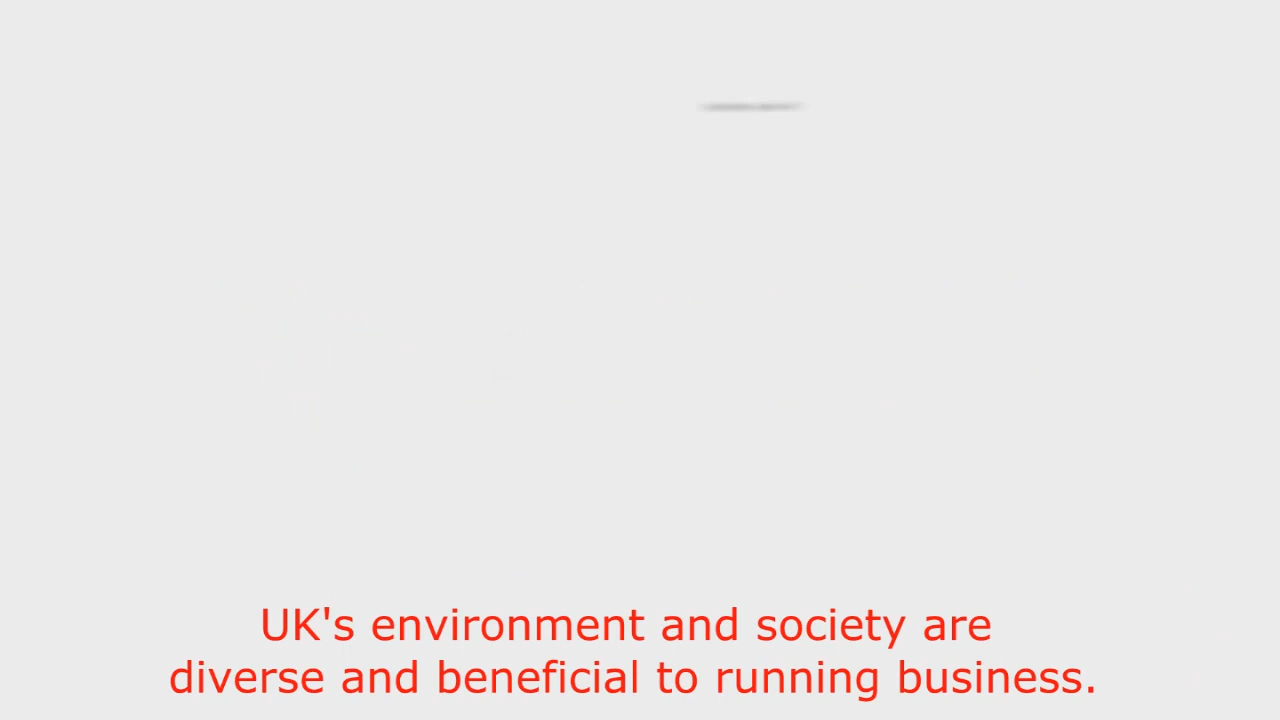 UK's environment and society are
diverse and beneficial to running business.